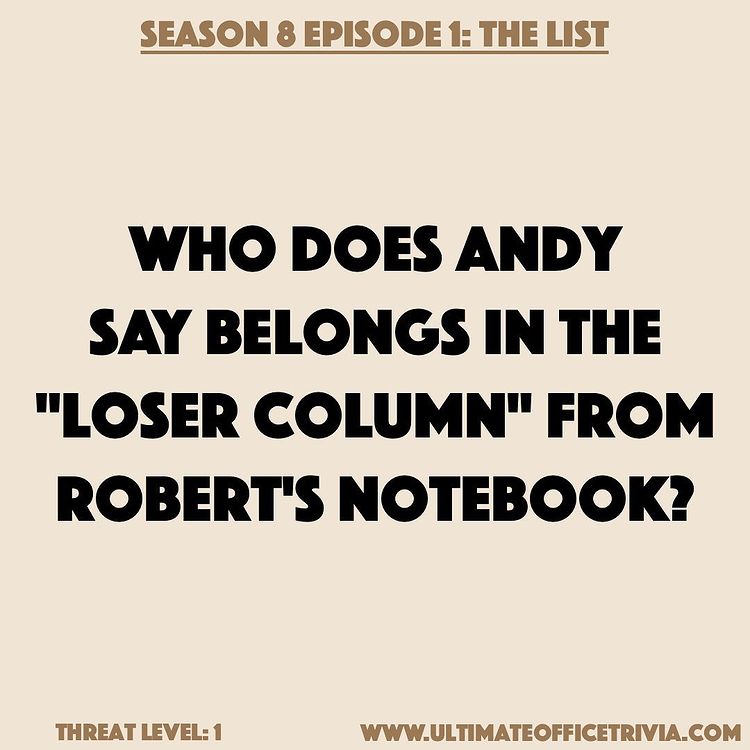 SEASON 8 EPISODE 1: THE LIST
WHO DOES ANDY
SAY BELONGS IN THE
"LOSER COLUMN" FROM
ROBERT'S NOTEBOOK?
THREAT LEVEL: 1
WWW.ULTIMATEOFFICETRIVIA.COM